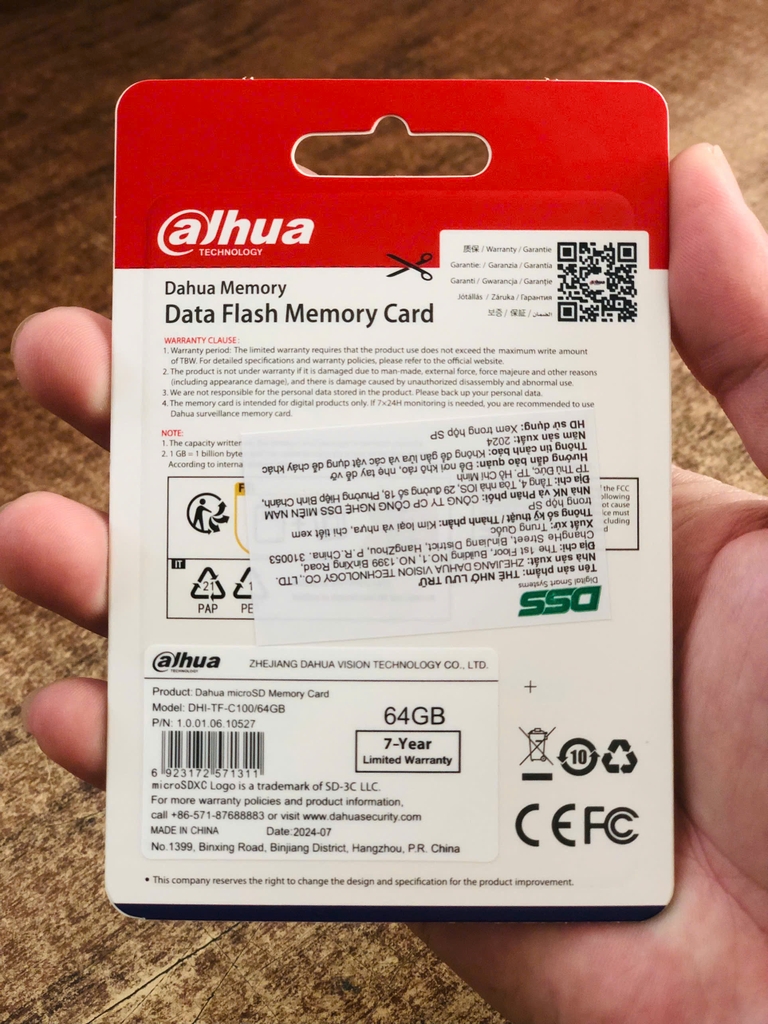 alhua
TECHNOLOGY
质保 / Warranty / Garantie
Garantie: / Garanzia / Garantía
Garanti / Gwarancja / Garanție
Jótállás / Záruka / Гарантия
보증 / 保証 / الضمان
Dahua Memory
Data Flash Memory Card
WARRANTY CLAUSE:
1. Warranty period: The limited warranty requires that the product use does not exceed the maximum write amount
of TBW. For detailed specifications and warranty policies, please refer to the official website.
2. The product is not under warranty if it is damaged due to man-made, external force, force majeure and other reasons
(including appearance damage), and there is damage caused by unauthorized disassembly and abnormal use.
3. We are not responsible for the personal data stored in the product. Please back up your personal data.
4. The memory card is intended for digital products only. If 7×24H monitoring is needed, you are recommended to use
Dahua surveillance memory card.
NOTE:
1. The capacity written
2. 1 GB = 1 billion byte
According to interna
the FCC
ollowing
ce must
ncluding
d
ot cause
IT
21
PAP
DSS
Digital Smart Systems
Tên sản phẩm: THẺ NHỚ LƯU TRỮ
Nhà sản xuất: ZHEJIANG DAHUA VISION TECHNOLOGY CO., LTD.
Địa chỉ: The 1st Floor, Building NO.1, NO. 1399 BinXing Road,
ChangHe Street, BinJiang District, Hangzhou, P. R. China. 310053
Xuất xứ: Trung Quốc
Thông số kỹ thuật / Thành phần: Kim loại và nhựa, chi tiết xem
trong hộp SP
Nhà NK và Phân phối: CÔNG TY CP CÔNG NGHỆ DSS MIỀN NAM
Địa chỉ: Tầng 4, Tòa nhà IOS, 29 đường số 18, Phường Hiệp Bình Chánh,
TP Thủ Đức, TP. Hồ Chí Minh
Hướng dẫn bảo quản: Để nơi khô ráo, nhẹ tay dễ vỡ
Thông tin cảnh báo: Không để gần lửa và các vật dụng dễ cháy khác
Năm sản xuất: 2024
HD sử dụng: Xem trong hộp SP
alhua
TECHNOLOGY
ZHEJIANG DAHUA VISION TECHNOLOGY CO., LTD.
Product: Dahua microSD Memory Card
Model: DHI-TF-C100/64GB
P/N: 1.0.01.06.10527
64GB
7-Year
Limited Warranty
6 923172 571311
microSDXC Logo is a trademark of SD-3C LLC.
For more warranty policies and product information,
call +86-571-87688883 or visit www.dahuasecurity.com
MADE IN CHINA Date:2024-07
No.1399, Binxing Road, Binjiang District, Hangzhou, P.R. China
10
CE FC
• This company reserves the right to change the design and specification for the product improvement.